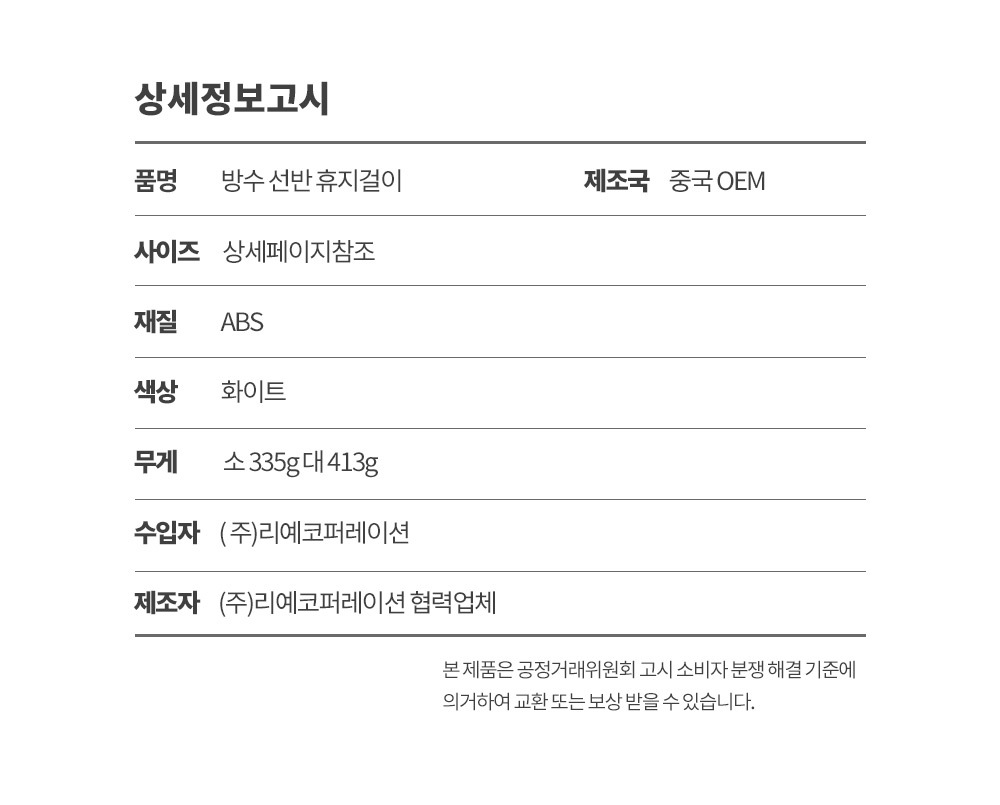 상세정보고시
품명 방수 선반 휴지걸이 제조국 중국 OEM
사이즈 상세페이지참조
재질 ABS
색상 화이트
무게 소 335g 대 413g
수입자 ( 주)리예코퍼레이션
제조자 (주)리예코퍼레이션 협력업체
본 제품은 공정거래위원회 고시 소비자 분쟁 해결 기준에
의거하여 교환 또는 보상 받을 수 있습니다.